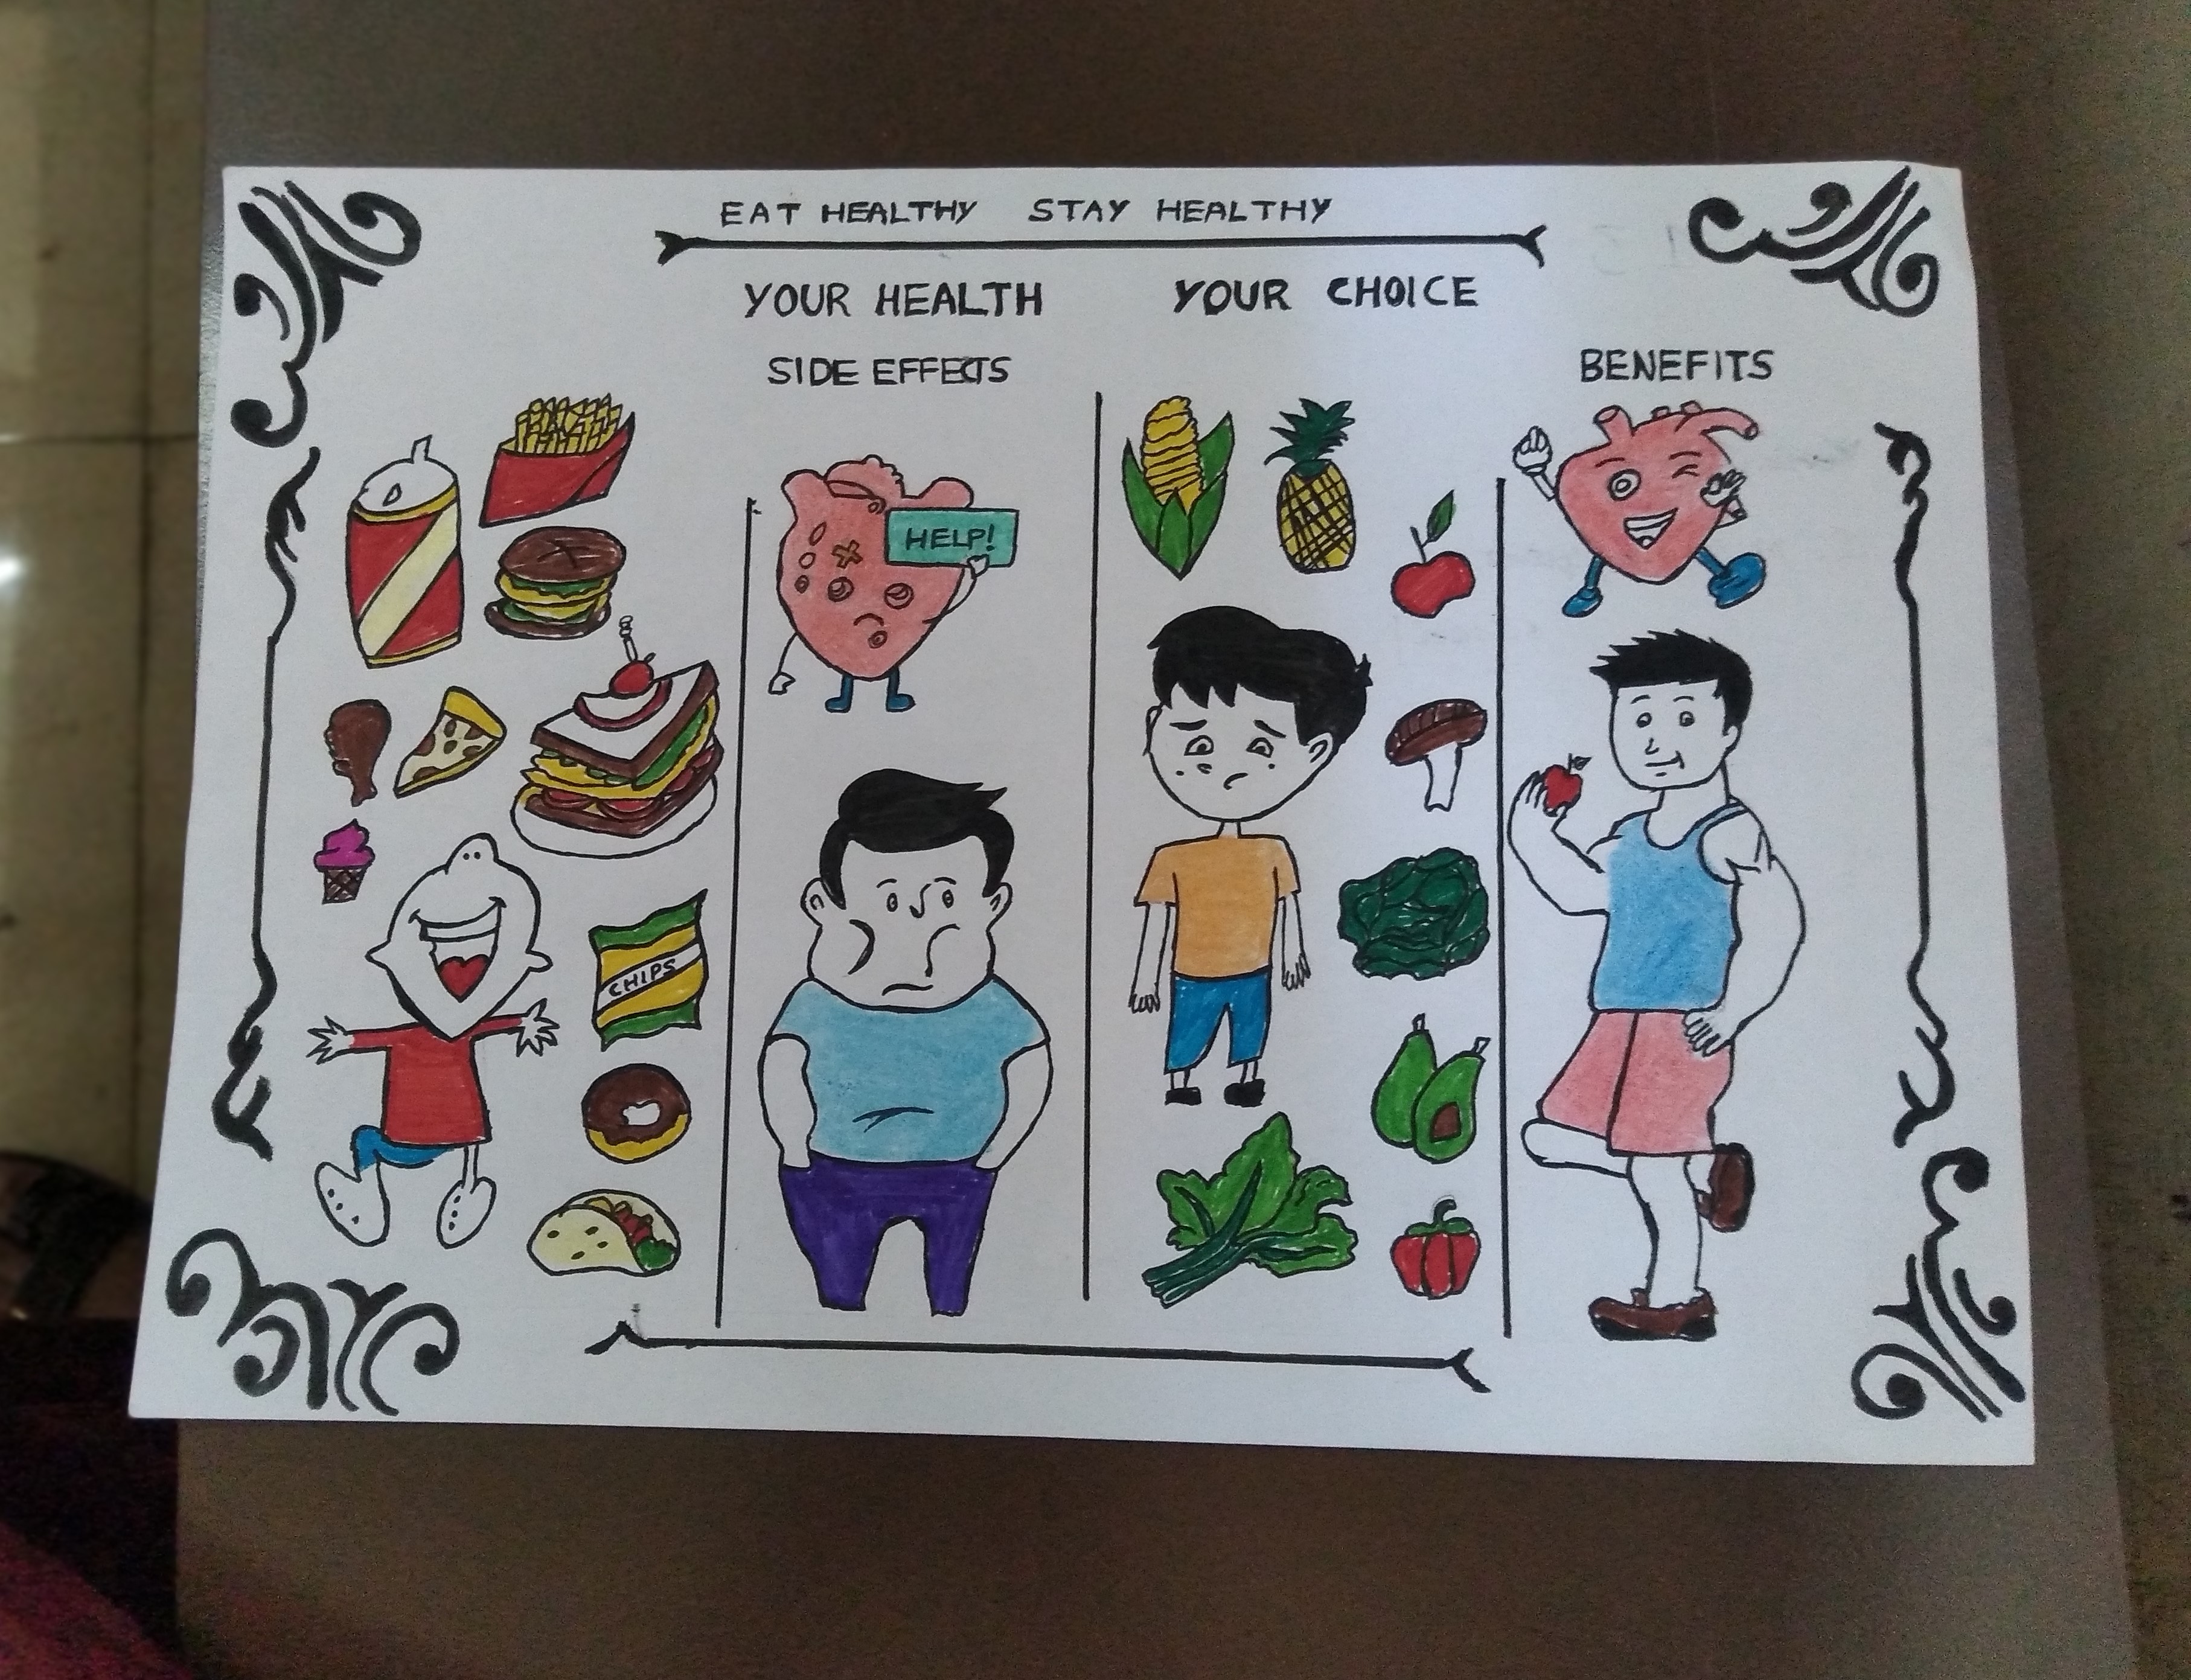 EAT HEALTHY STAY HEALTHY
YOUR HEALTH YOUR CHOICE
SIDE EFFECTS
BENEFITS
HELP!
CHIPS